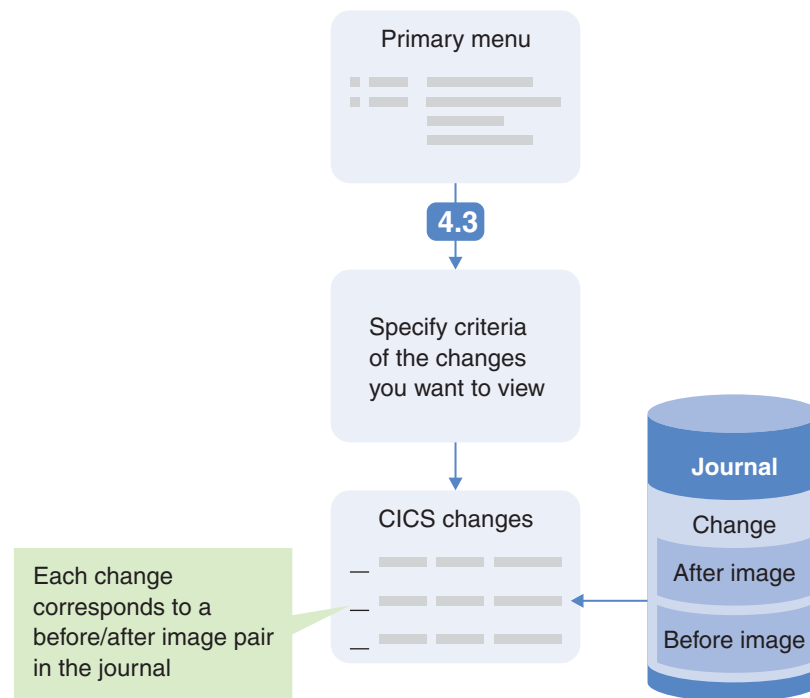 Primary menu
4.3
Specify criteria
of the changes
you want to view
Journal
CICS changes
Change
Each change
corresponds to a
before/after image pair
in the journal
After image
Before image